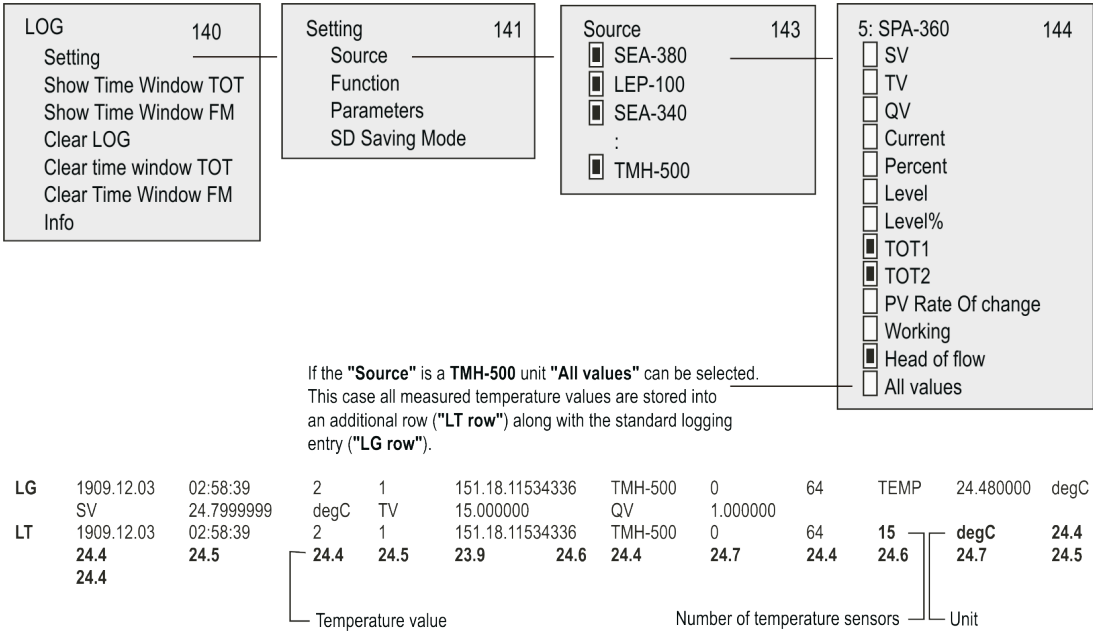 LOG 140
Setting
Show Time Window TOT
Show Time Window FM
Clear LOG
Clear time window TOT
Clear Time Window FM
Info
Setting 141
Source
Function
Parameters
SD Saving Mode
Source 143
SEA-380
LEP-100
SEA-340
:
TMH-500
5: SPA-360 144
SV
TV
QV
Current
Percent
Level
Level%
TOT1
TOT2
PV Rate Of change
Working
Head of flow
All values
If the "Source" is a TMH-500 unit "All values" can be selected.
This case all measured temperature values are stored into
an additional row ("LT row") along with the standard logging
entry ("LG row").
LG 1909.12.03 02:58:39 2 1 151.18.11534336 TMH-500 0 64 TEMP 24.480000 degC
SV 24.7999999 degC TV 15.000000 QV 1.000000
LT 1909.12.03 02:58:39 2 1 151.18.11534336 TMH-500 0 64 15 degC 24.4
24.4 24.5 24.4 24.5 23.9 24.6 24.4 24.7 24.4 24.6 24.7 24.5
24.4
Temperature value
Number of temperature sensors
Unit